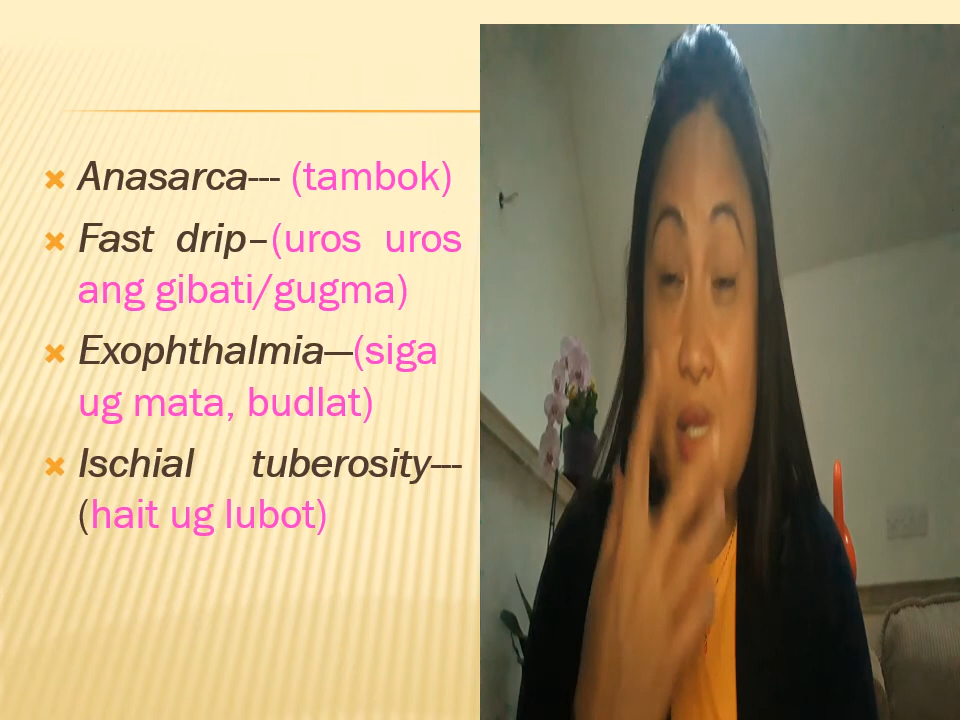 Anasarca--- (tambok)
Fast drip–(uros uros
ang gibati/gugma)
Exophthalmia—(siga
ug mata, budlat)
Ischial tuberosity---
(hait ug lubot)